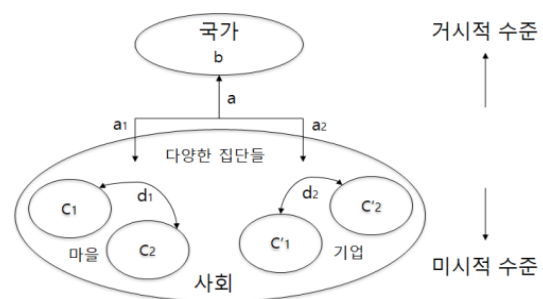 국가
b
거시적 수준
a
a1
a2
다양한 집단들
d1
d2
C1
C2
C'1
C'2
마을
기업
사회
미시적 수준